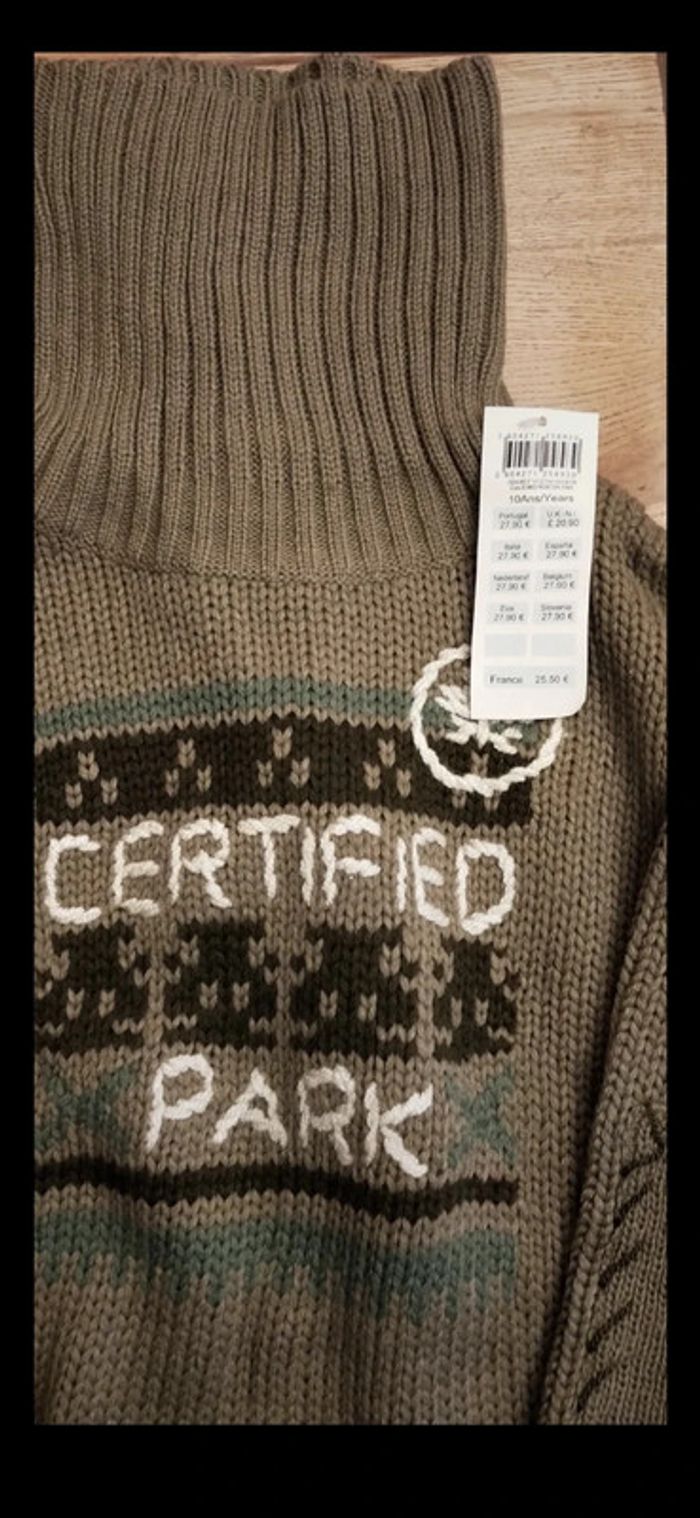 10Ans/Years
Portugal U.K./N.I.
27.90 € £ 20.90
Italia España
27.90 € 27.90 €
Nederland Belgium
27.90 € 27.90 €
27.90 € Slovenia
27.90 €
France 25.50 €
CERTIFIED
PARK